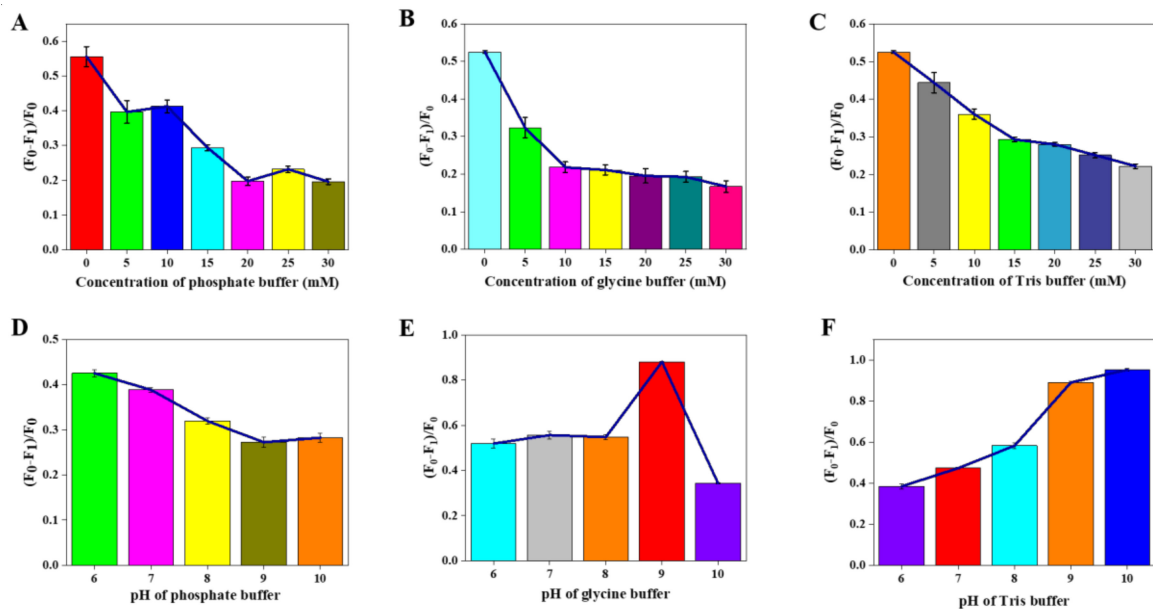 A
(F₀-F₁)/F₀
0.6
0.5
0.4
0.3
0.2
0.1
0.0
0 5 10 15 20 25 30
Concentration of phosphate buffer (mM)
B
(F₀-F₁)/F₀
0.6
0.5
0.4
0.3
0.2
0.1
0.0
0 5 10 15 20 25 30
Concentration of glycine buffer (mM)
C
(F₀-F₁)/F₀
0.6
0.5
0.4
0.3
0.2
0.1
0.0
0 5 10 15 20 25 30
Concentration of Tris buffer (mM)
D
(F₀-F₁)/F₀
0.5
0.4
0.3
0.2
0.1
0.0
6 7 8 9 10
pH of phosphate buffer
E
(F₀-F₁)/F₀
1.0
0.8
0.6
0.4
0.2
0.0
6 7 8 9 10
pH of glycine buffer
F
(F₀-F₁)/F₀
1.0
0.8
0.6
0.4
0.2
0.0
6 7 8 9 10
pH of Tris buffer